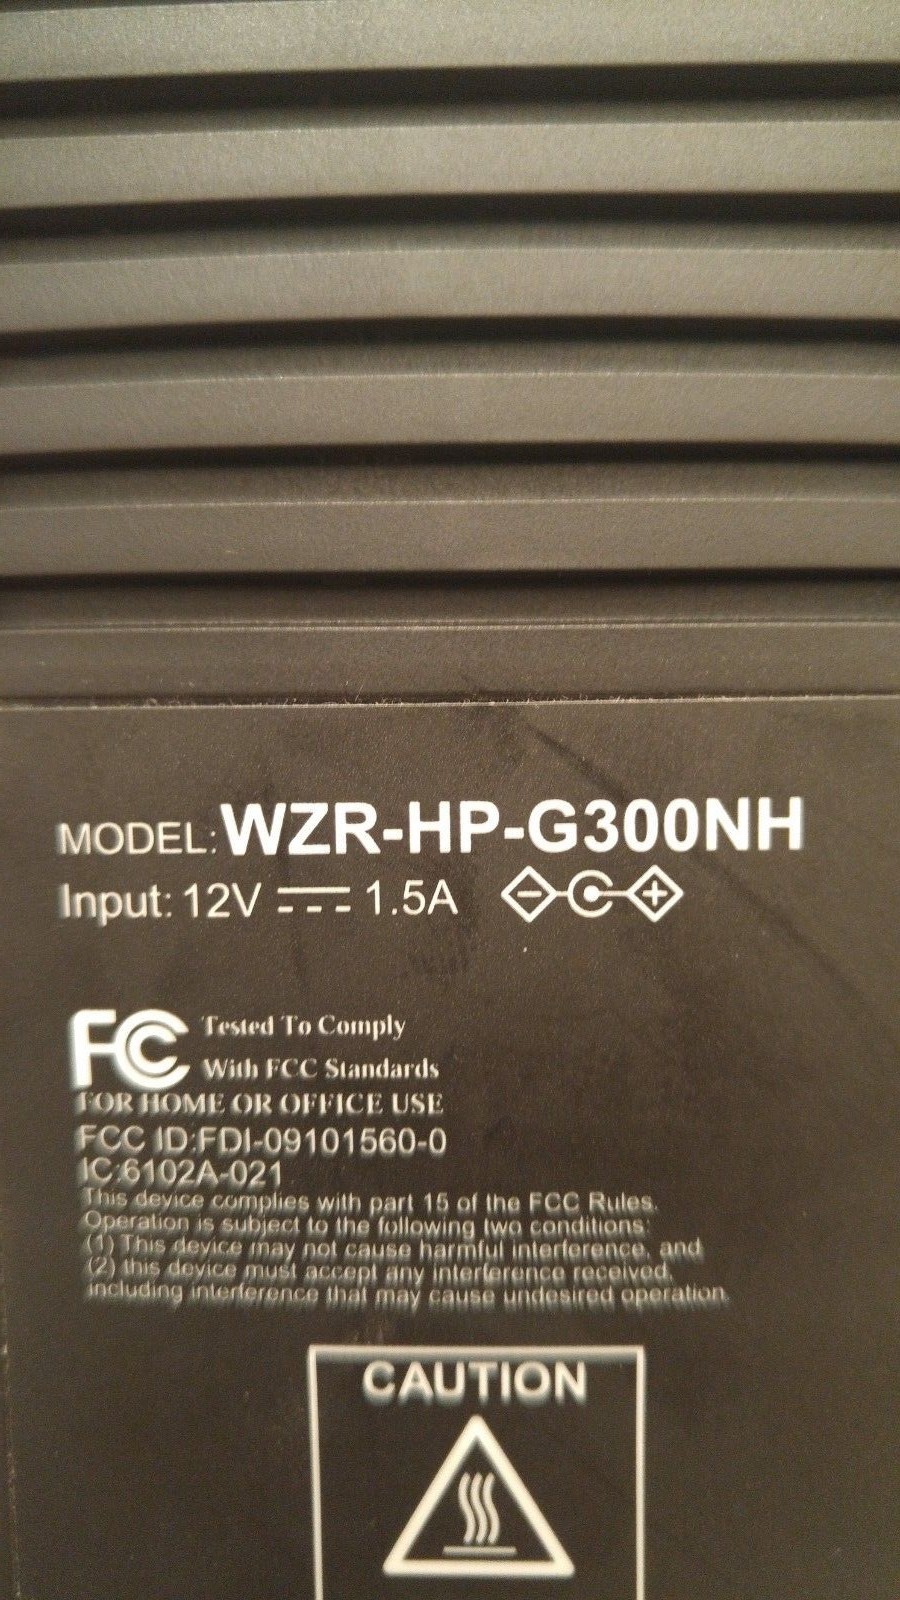 MODEL: WZR-HP-G300NH
Input: 12V ⎓ 1.5A
FC Tested To Comply
With FCC Standards
FOR HOME OR OFFICE USE
FCC ID:FDI-09101560-0
IC:6102A-021
This device complies with part 15 of the FCC Rules.
Operation is subject to the following two conditions:
(1) This device may not cause harmful interference, and
(2) this device must accept any interference received,
including interference that may cause undesired operation.
CAUTION